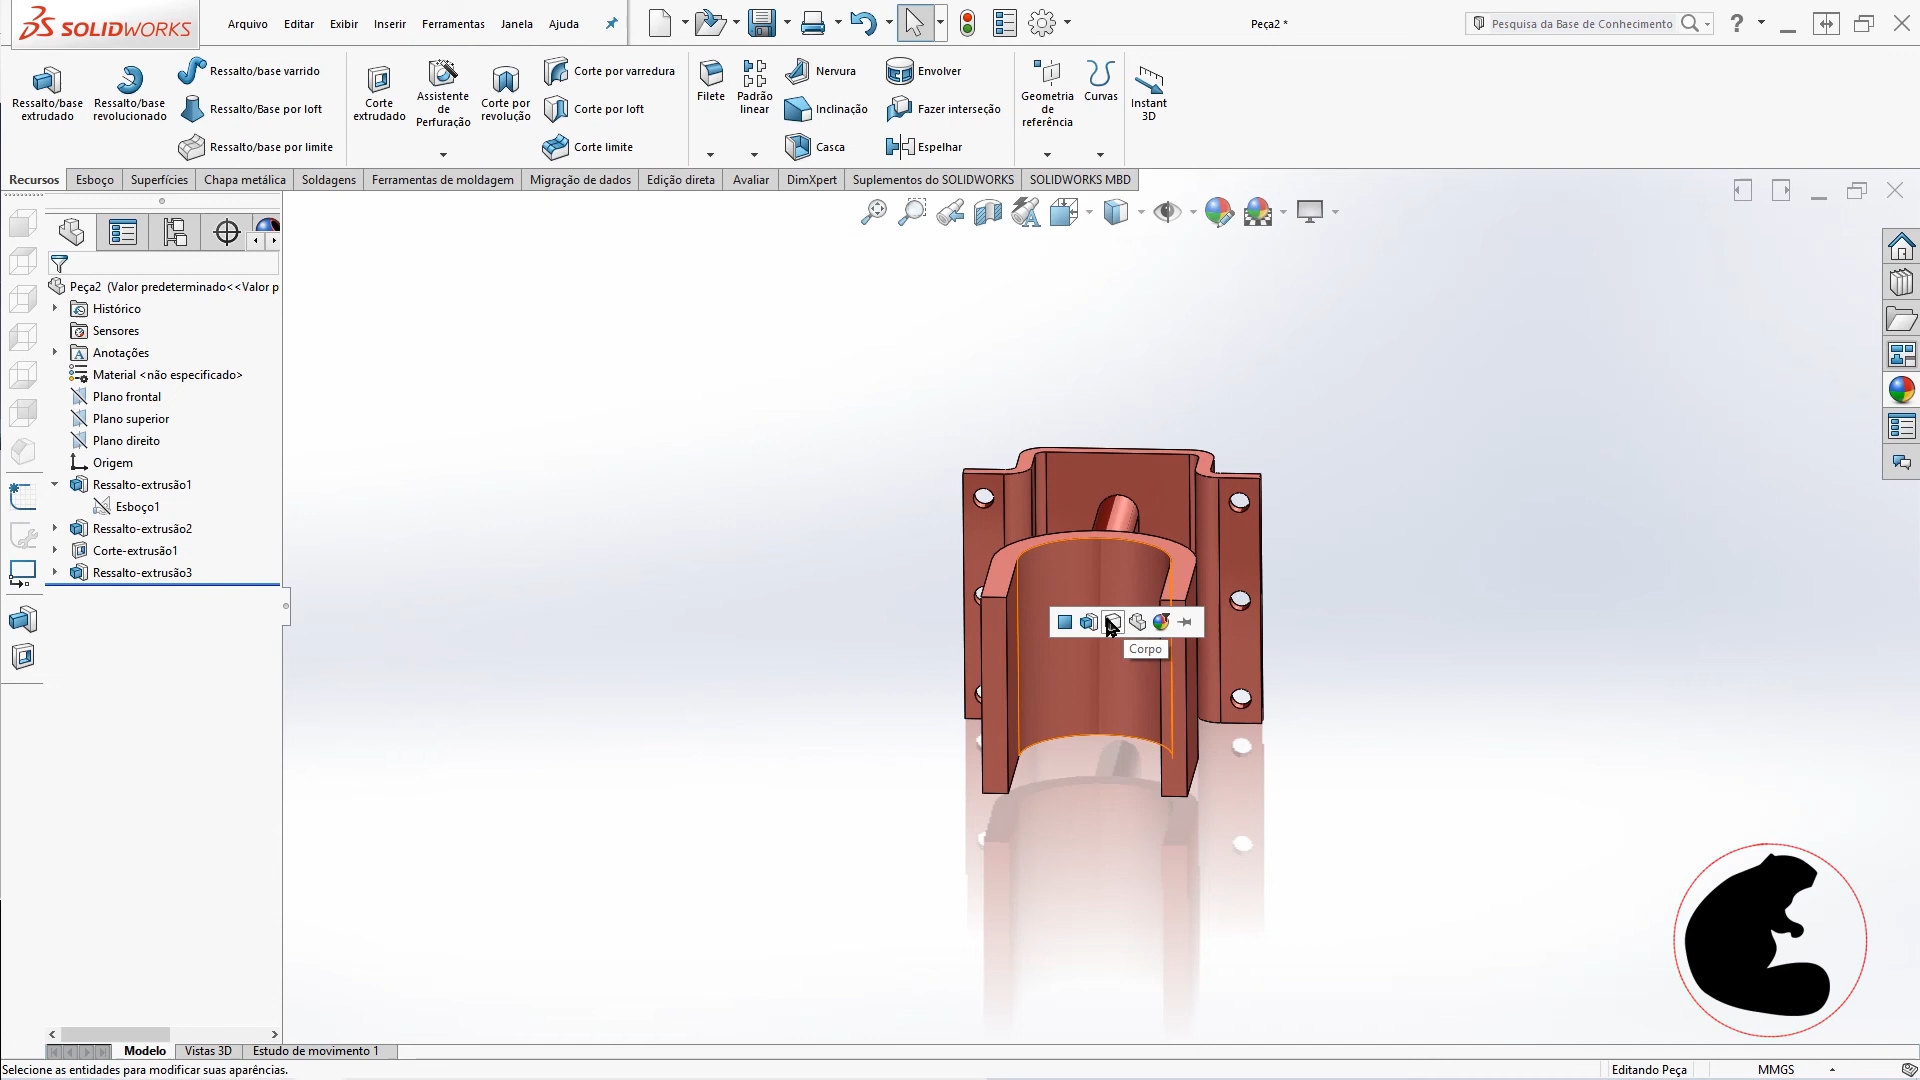 SOLIDWORKS
Arquivo Editar Exibir Inserir Ferramentas Janela Ajuda
Peça2 *
Pesquisa da Base de Conhecimento
?
Ressalto/base extrudado
Ressalto/base revolucionado
Ressalto/base varrido
Ressalto/Base por loft
Ressalto/base por limite
Corte extrudado
Assistente de Perfuração
Corte por revolução
Corte por varredura
Corte por loft
Corte limite
Filete
Padrão linear
Nervura
Inclinação
Casca
Envolver
Fazer interseção
Espelhar
Geometria de referência
Curvas
Instant 3D
Recursos Esboço Superfícies Chapa metálica Soldagens Ferramentas de moldagem Migração de dados Edição direta Avaliar DimXpert Suplementos do SOLIDWORKS SOLIDWORKS MBD
Peça2 (Valor predeterminado<<Valor p
Histórico
Sensores
Anotações
Material <não especificado>
Plano frontal
Plano superior
Plano direito
Origem
Ressalto-extrusão1
Esboço1
Ressalto-extrusão2
Corte-extrusão1
Ressalto-extrusão3
Corpo
Modelo Vistas 3D Estudo de movimento 1
Selecione as entidades para modificar suas aparências.
Editando Peça
MMGS